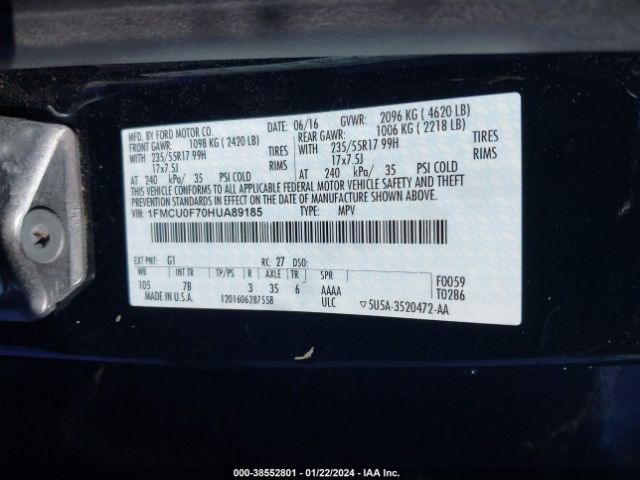 MFD. BY FORD MOTOR CO.
DATE: 06/16 GVWR: 2096 KG ( 4620 LB)
FRONT GAWR: 1098 KG ( 2420 LB)
REAR GAWR: 1006 KG ( 2218 LB)
WITH 235/55R17 99H TIRES
WITH 235/55R17 99H TIRES
17x7.5J RIMS
17x7.5J RIMS
AT 240 kPa/ 35 PSI COLD
AT 240 kPa/ 35 PSI COLD
THIS VEHICLE CONFORMS TO ALL APPLICABLE FEDERAL MOTOR VEHICLE SAFETY AND THEFT
PREVENTION STANDARDS IN EFFECT ON THE DATE OF MANUFACTURE SHOWN ABOVE.
VIN: 1FMCU0F70HUA89185 TYPE: MPV
EXT PNT: G1 RC: 27 DSO:
WB INT TR TP/PS R AXLE TR SPR
105 7B 3 35 6 AAAA
F0059
T0286
MADE IN U.S.A. 12016062875​58 ULC ▽5U5A-3520472-AA
000-38552801 - 01/22/2024 - IAA Inc.